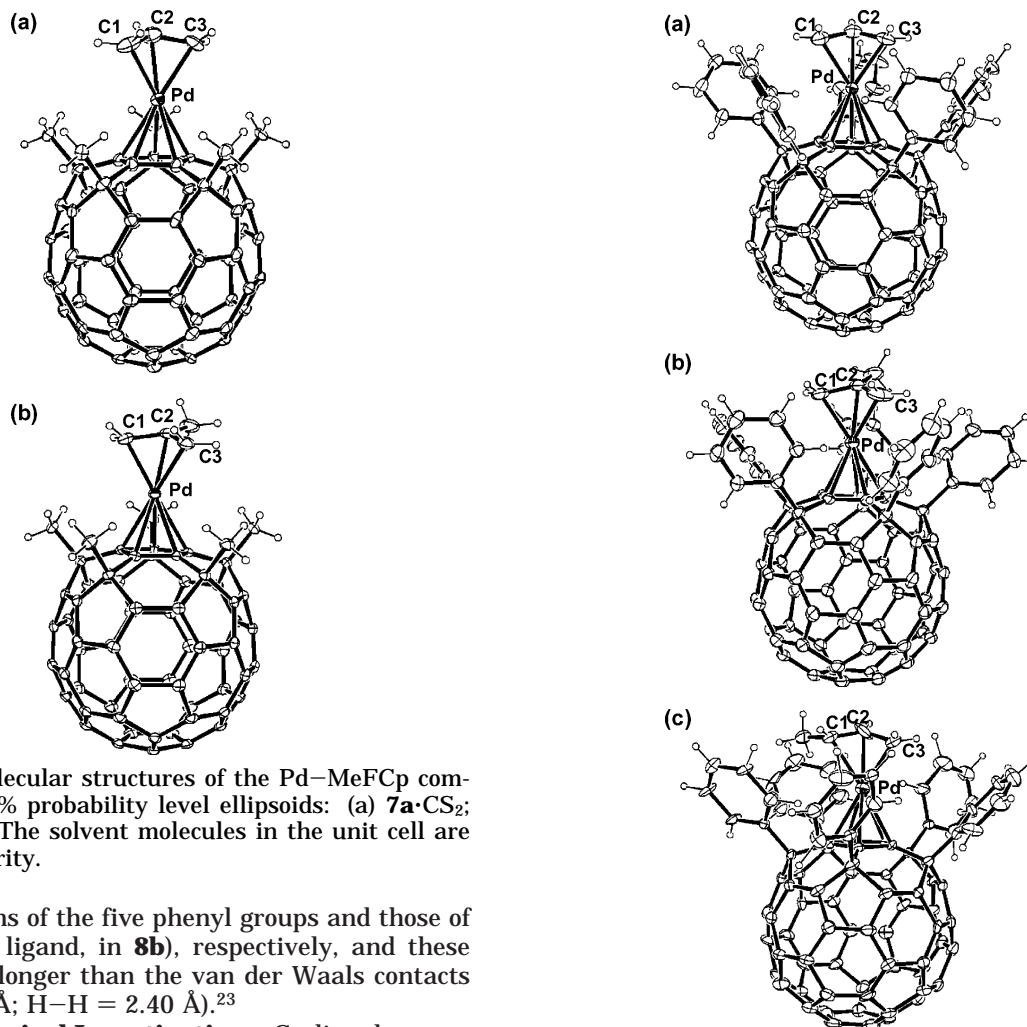 (a)
C1
C2
C3
Pd
(b)
C1
C2
C3
Pd
lecular structures of the Pd−MeFCp com-
% probability level ellipsoids: (a) 7a·CS₂;
The solvent molecules in the unit cell are
rity.
ns of the five phenyl groups and those of
ligand, in 8b), respectively, and these
longer than the van der Waals contacts
Å; H−H = 2.40 Å).²³
(a)
C1
C2
C3
Pd
(b)
C1
C2
C3
Pd
(c)
C1
C2
C3
Pd